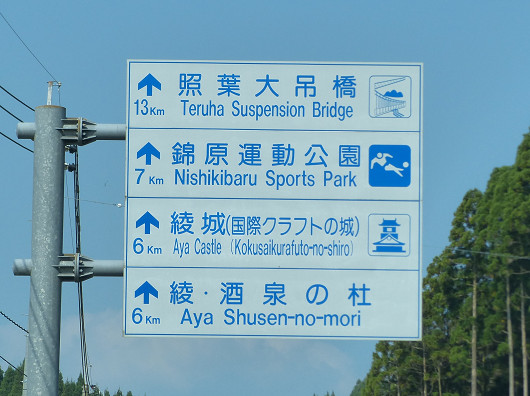 照葉大吊橋
13Km Teruha Suspension Bridge
錦原運動公園
7Km Nishikibaru Sports Park
綾城(国際クラフトの城)
6Km Aya Castle (Kokusaikurafuto-no-shiro)
綾・酒泉の杜
6Km Aya Shusen-no-mori